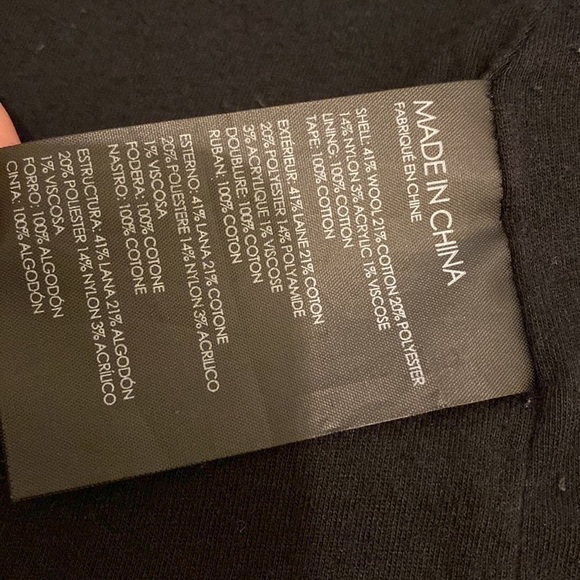 MADE IN CHINA
FABRIQUÉ EN CHINE
SHELL: 41% WOOL 21% COTTON 20% POLYESTER
14% NYLON 3% ACRYLIC 1% VISCOSE
LINING: 100% COTTON
TAPE: 100% COTTON
EXTÉRIEUR: 41% LAINE 21% COTON
20% POLYESTER 14% POLYAMIDE
3% ACRYLIQUE 1% VISCOSE
DOUBLURE: 100% COTON
RUBAN: 100% COTON
ESTERNO: 41% LANA 21% COTONE
20% POLIESTERE 14% NYLON 3% ACRILICO
1% VISCOSA
FODERA: 100% COTONE
NASTRO: 100% COTONE
ESTRUCTURA: 41% LANA 21% ALGODÓN
20% POLIESTER 14% NYLON 3% ACRÍLICO
1% VISCOSA
FORRO: 100% ALGODÓN
CINTA: 100% ALGODÓN